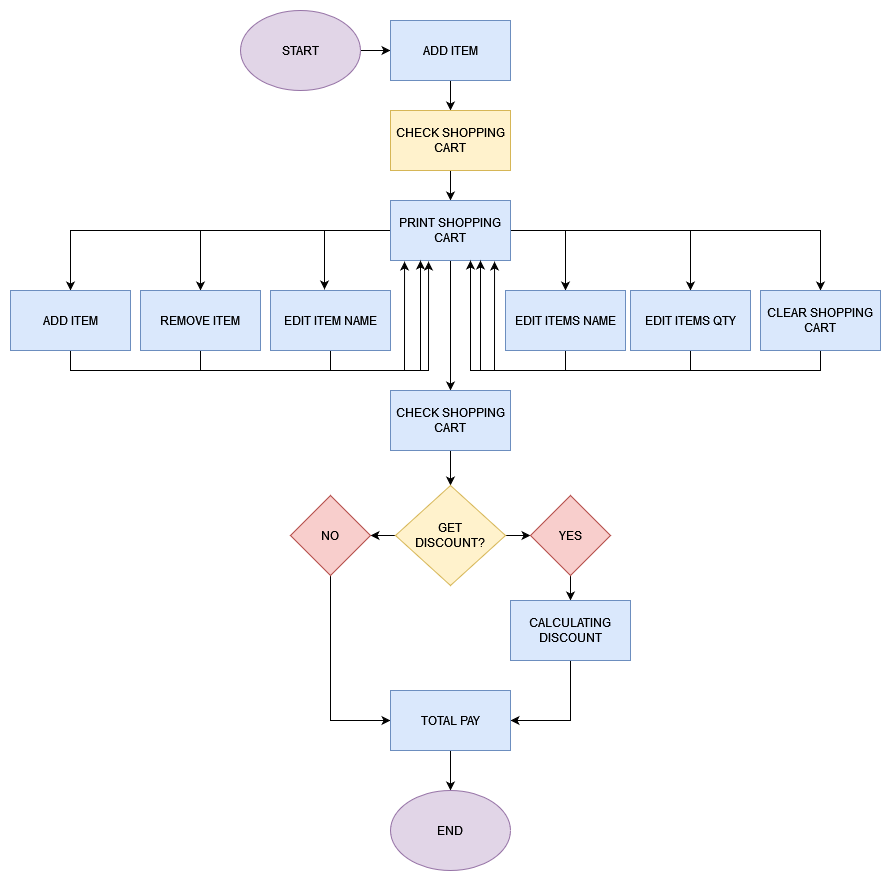 START
ADD ITEM
CHECK SHOPPING
CART
PRINT SHOPPING
CART
ADD ITEM
REMOVE ITEM
EDIT ITEM NAME
EDIT ITEMS NAME
EDIT ITEMS QTY
CLEAR SHOPPING
CART
CHECK SHOPPING
CART
NO
GET
DISCOUNT?
YES
CALCULATING
DISCOUNT
TOTAL PAY
END